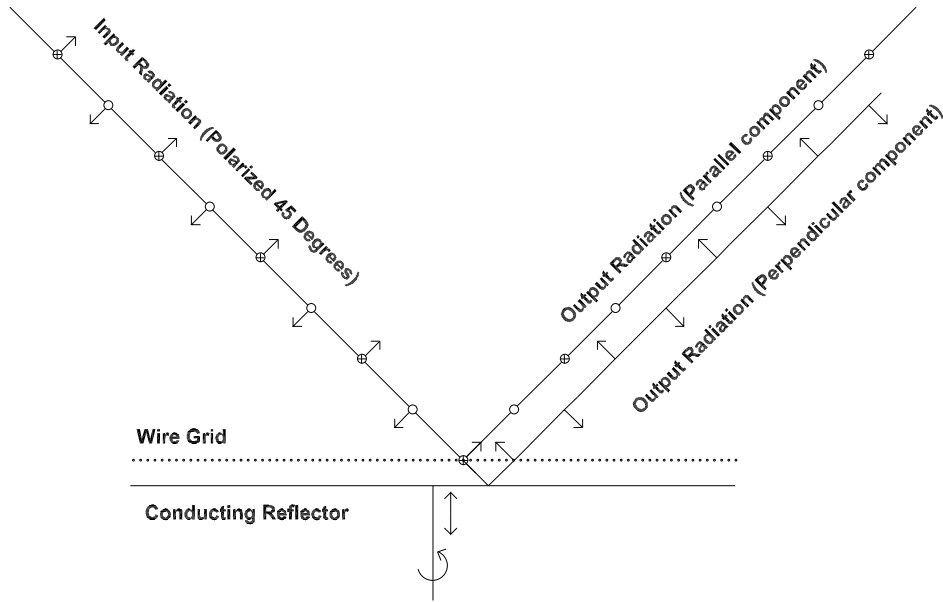 Input Radiation (Polarized 45 Degrees)
Output Radiation (Parallel component)
Output Radiation (Perpendicular component)
Wire Grid
Conducting Reflector